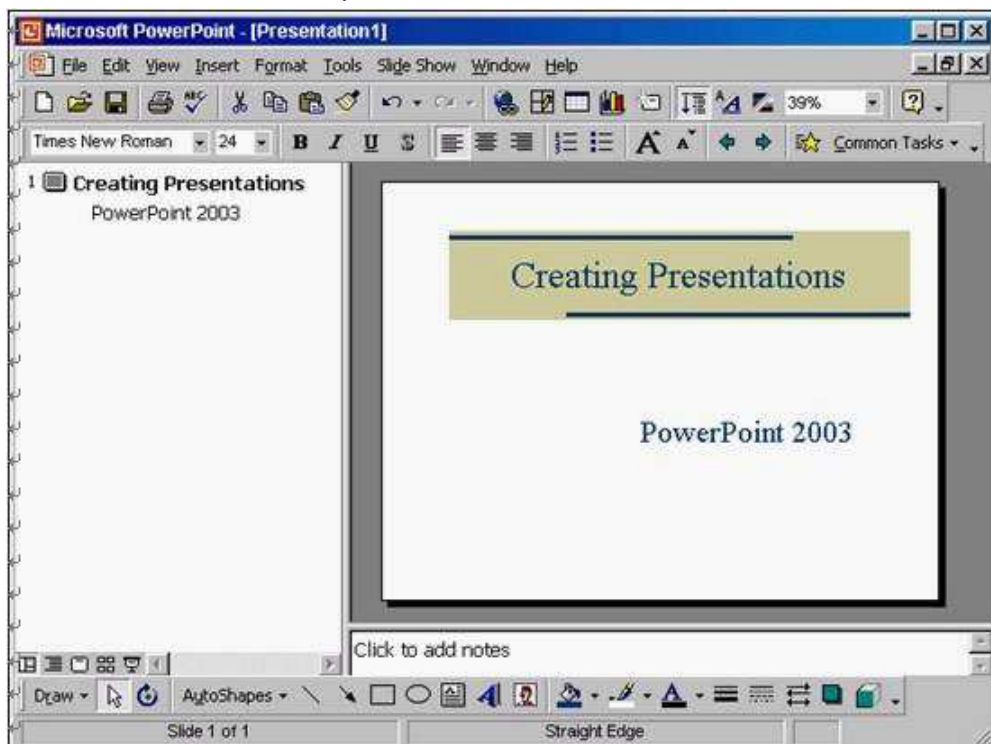 Microsoft PowerPoint - [Presentation1]
File Edit View Insert Format Tools Slide Show Window Help
39%
Times New Roman 24 B I U S A A Common Tasks
1 Creating Presentations
PowerPoint 2003
Creating Presentations
PowerPoint 2003
Click to add notes
Draw AutoShapes
Slide 1 of 1 Straight Edge